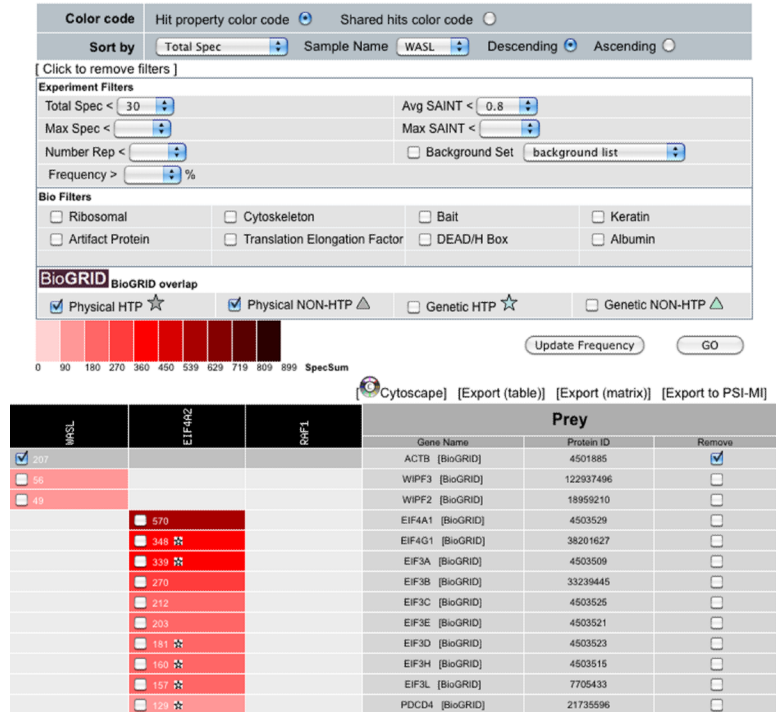 Color code Hit property color code Shared hits color code
Sort by Total Spec Sample Name WASL Descending Ascending
[ Click to remove filters ]
Experiment Filters
Total Spec < 30 Avg SAINT < 0.8
Max Spec < Max SAINT <
Number Rep < Background Set background list
Frequency > %
Bio Filters
Ribosomal Cytoskeleton Bait Keratin
Artifact Protein Translation Elongation Factor DEAD/H Box Albumin
BioGRID BioGRID overlap
Physical HTP Physical NON-HTP Genetic HTP Genetic NON-HTP
Update Frequency GO
0 90 180 270 360 450 539 629 719 809 899 SpecSum
[ Cytoscape] [Export (table)] [Export (matrix)] [Export to PSI-MI]
WASL EIF4A2 RAF1 Prey
Gene Name Protein ID Remove
207 ACTB [BioGRID] 4501885
56 WIPF3 [BioGRID] 122937496
49 WIPF2 [BioGRID] 18959210
570 EIF4A1 [BioGRID] 4503529
348 EIF4G1 [BioGRID] 38201627
339 EIF3A [BioGRID] 4503509
270 EIF3B [BioGRID] 33239445
212 EIF3C [BioGRID] 4503525
203 EIF3E [BioGRID] 4503521
181 EIF3D [BioGRID] 4503523
160 EIF3H [BioGRID] 4503515
157 EIF3L [BioGRID] 7705433
129 PDCD4 [BioGRID] 21735596